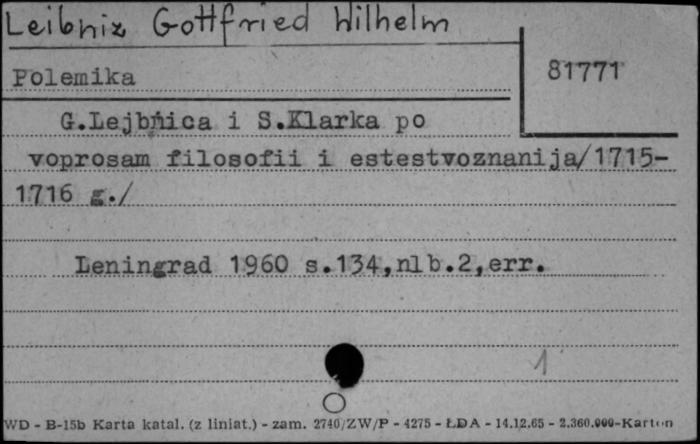 Leibniz Gottfried Wilhelm
Polemika
81771
G.Lejbnica i S.Klarka po
voprosam filosofii i estestvoznanija/1715-
1716 g./
Leningrad 1960 s.134,nlb.2,err.
1
WD - B-15b Karta katal. (z liniat.) - zam. 2740/ZW/P - 4275 - ŁDA - 14.12.65 - 2.360.000-Karton